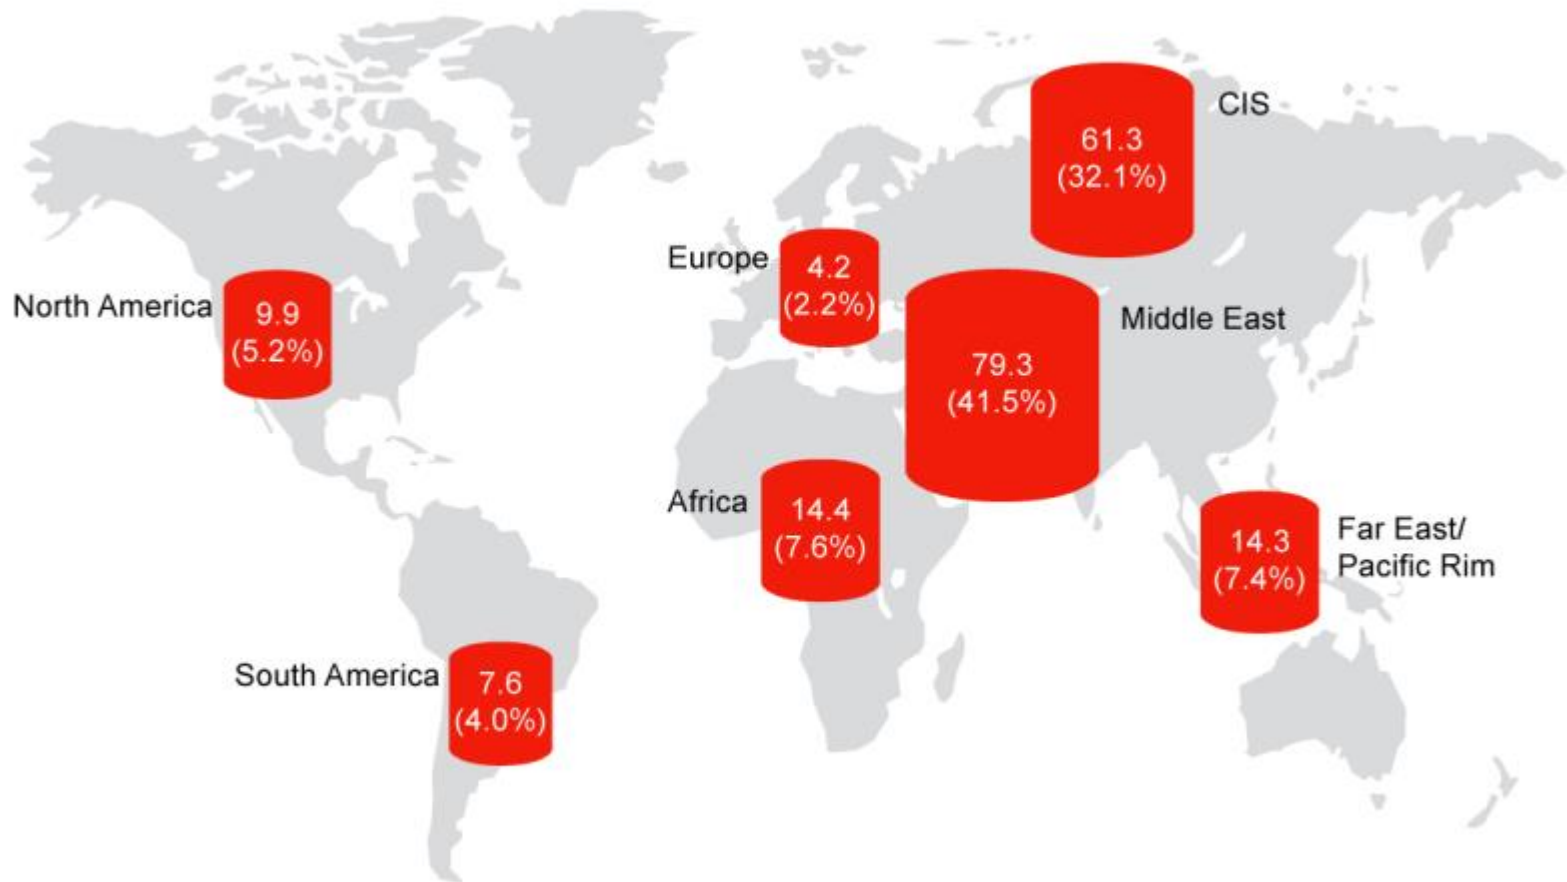 CIS
61.3
(32.1%)
Europe
4.2
(2.2%)
North America
9.9
(5.2%)
Middle East
79.3
(41.5%)
Africa
14.4
(7.6%)
Far East/
Pacific Rim
14.3
(7.4%)
South America
7.6
(4.0%)